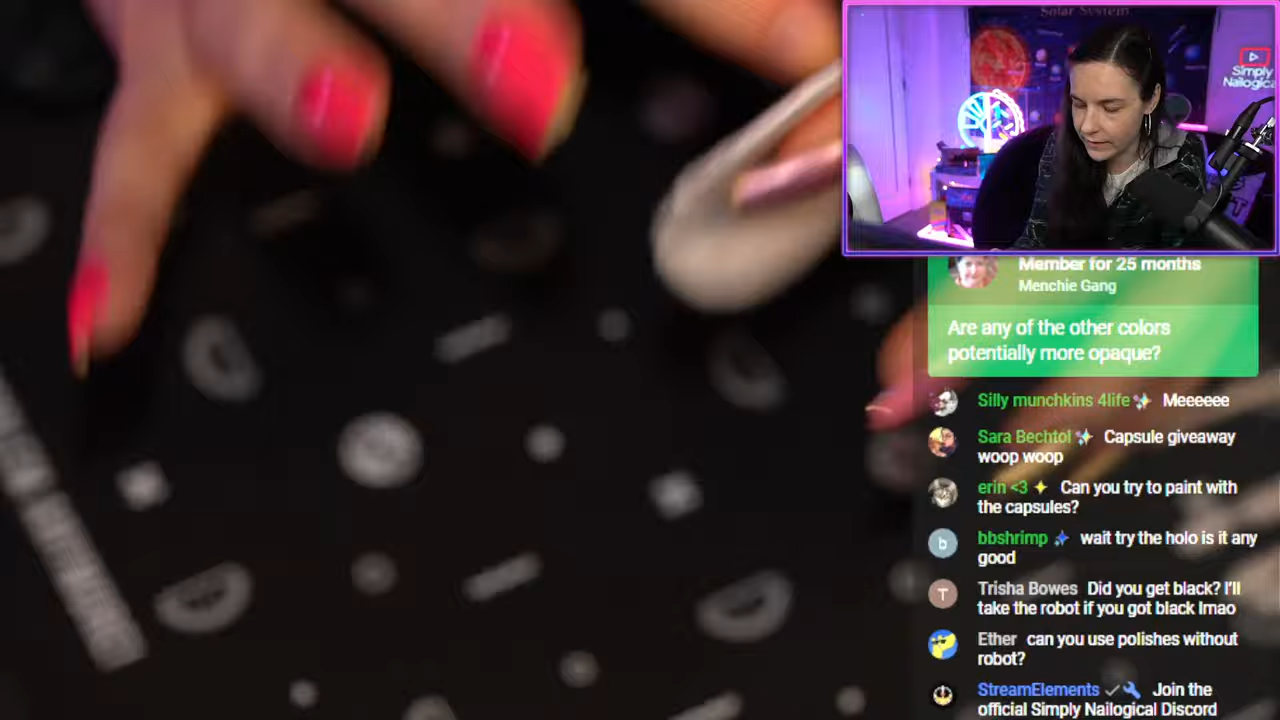 Solar System
Simply
Nailogical
Member for 25 months
Menchie Gang
Are any of the other colors
potentially more opaque?
Silly munchkins 4life Meeeeee
Sara Bechtol Capsule giveaway
woop woop
erin <3 Can you try to paint with
the capsules?
b
bbshrimp wait try the holo is it any
good
T
Trisha Bowes Did you get black? I'll
take the robot if you got black lmao
Ether can you use polishes without
robot?
StreamElements Join the
official Simply Nailogical Discord